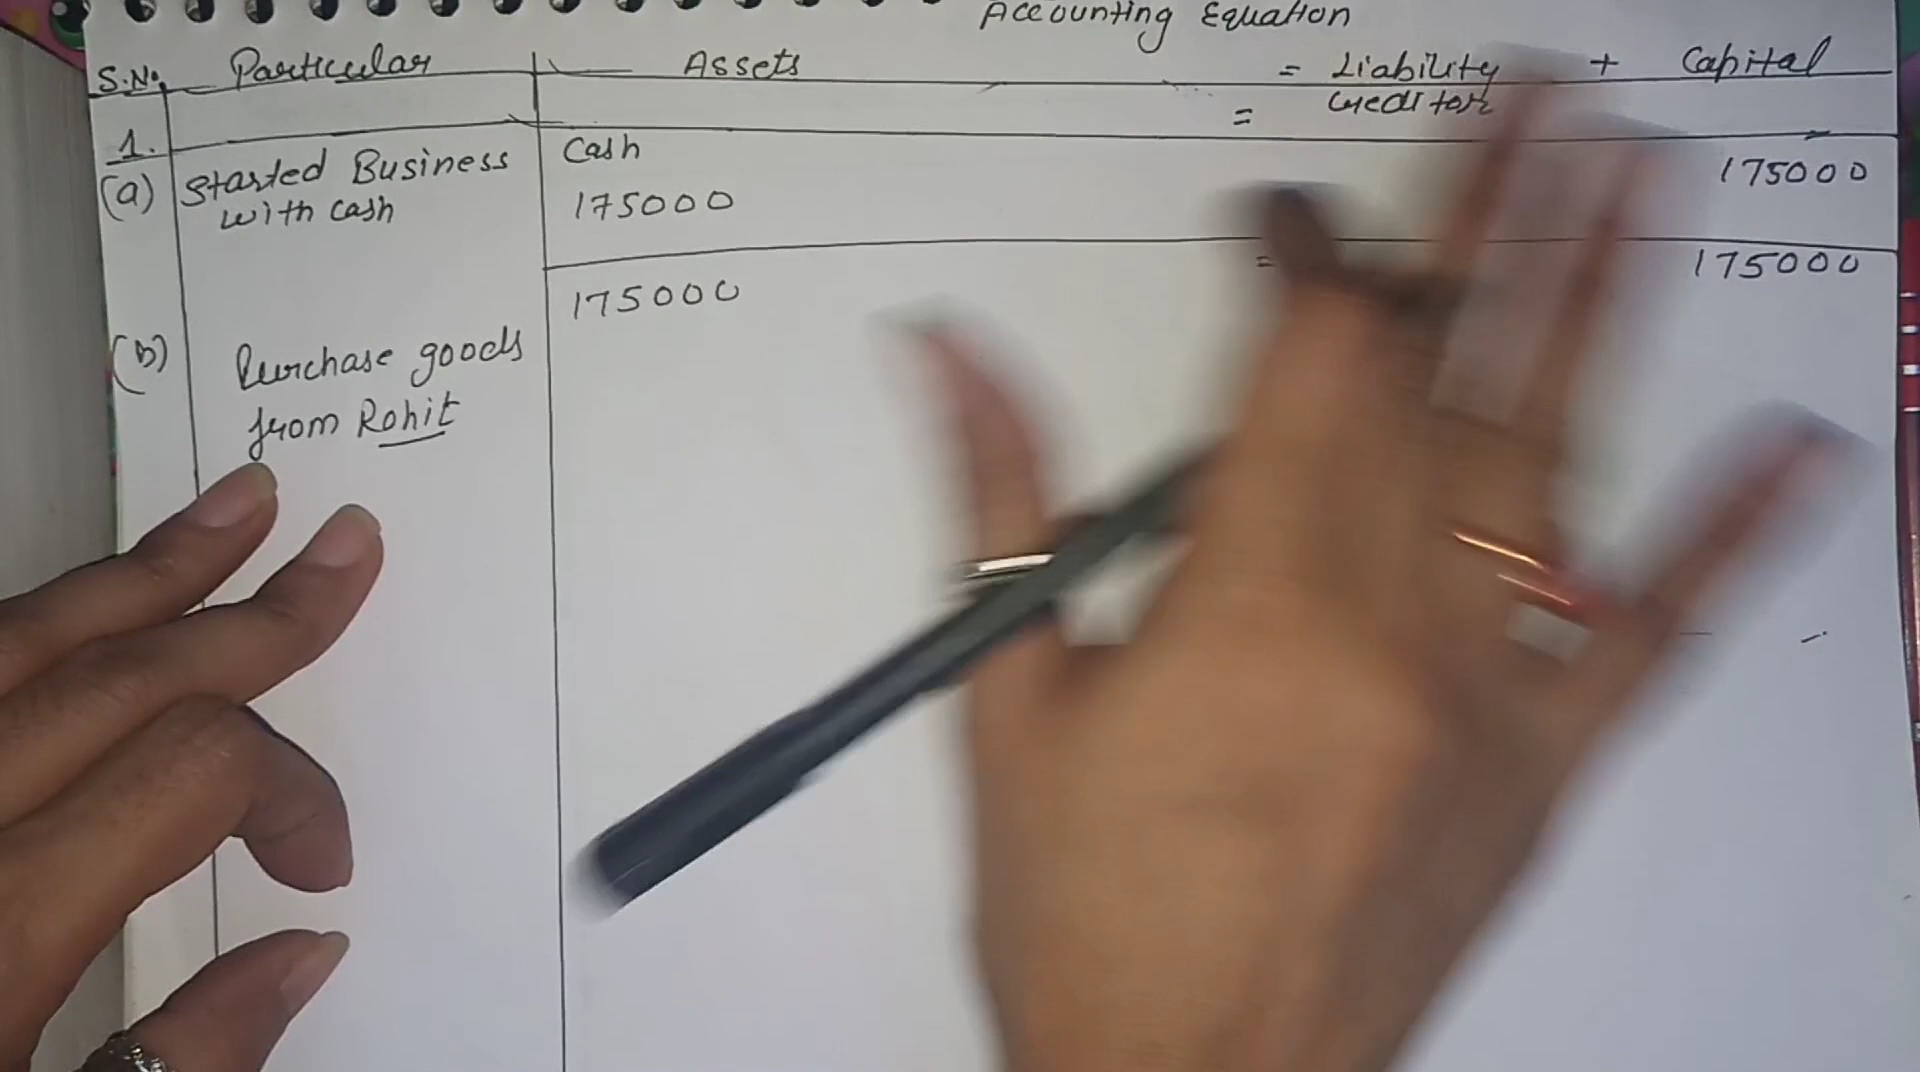 Accounting Equation
S.No. Particular Assets = Liability + Capital
= Creditor
1.
(a) Started Business Cash 175000
with cash 175000
175000 = 175000
(b) Purchase goods
from Rohit